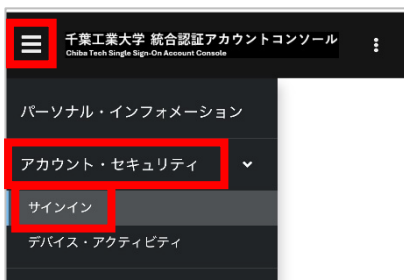 千葉工業大学 統合認証アカウントコンソール
Chiba Tech Single Sign-On Account Console
パーソナル・インフォメーション
アカウント・セキュリティ
サインイン
デバイス・アクティビティ